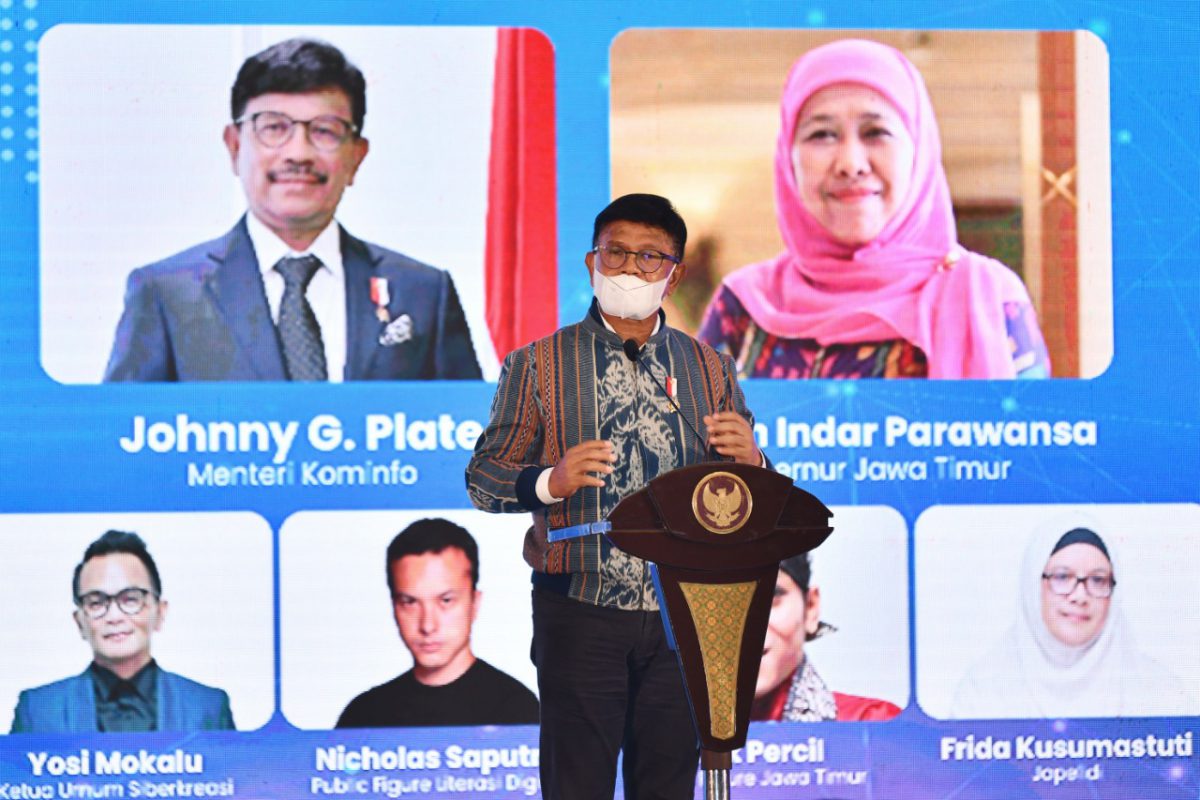 Johnny G. Plate
Menteri Kominfo
Indar Parawansa
Jawa Timur
Yosi Mokalu
Ketua Umum Siberkreasi
Nicholas Saput
Public Figure Literasi Dig
Percil
Jawa Timur
Frida Kusumastuti
Japelidi